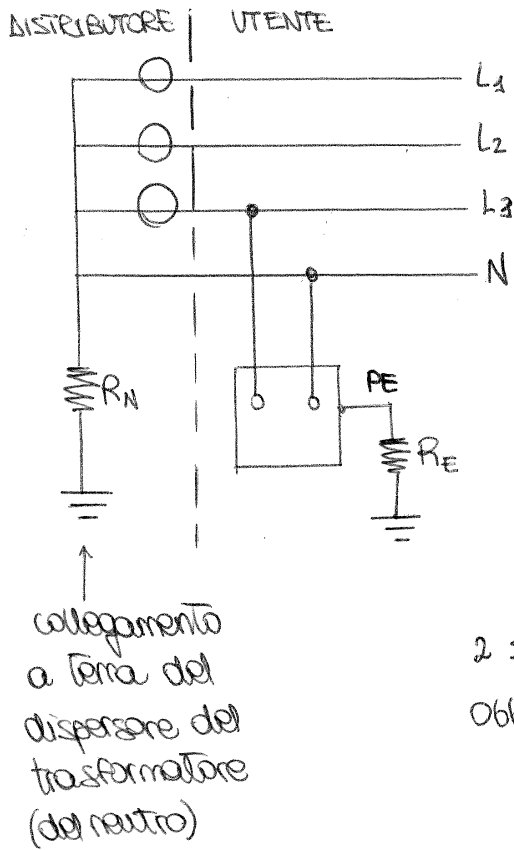 DISTRIBUTORE UTENTE
L1
L2
L3
N
RN
PE
RE
collegamento
a terra del
dispersore del
trasformatore
(del neutro)
2